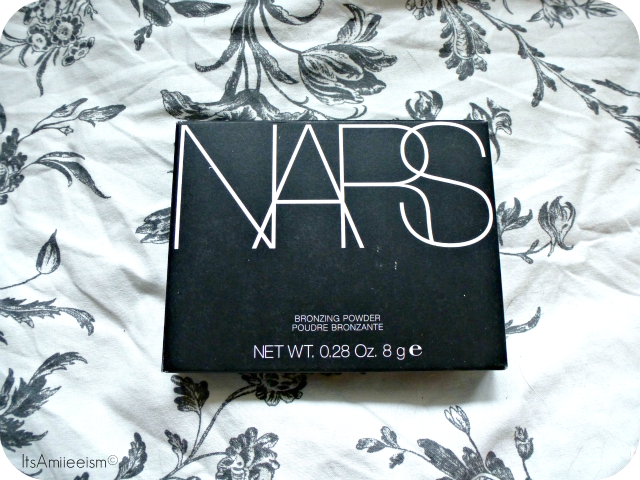 NARS
BRONZING POWDER
POUDRE BRONZANTE
NET WT. 0.28 Oz. 8 g e
ItsAmiieeism©